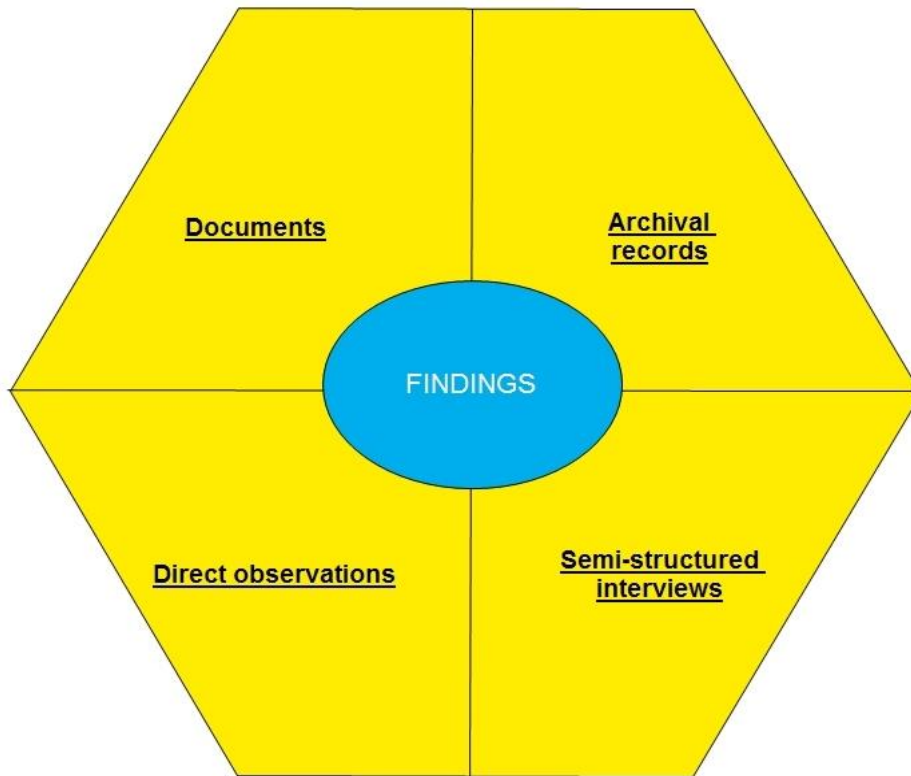 Documents
Archival
records
FINDINGS
Direct observations
Semi-structured
interviews